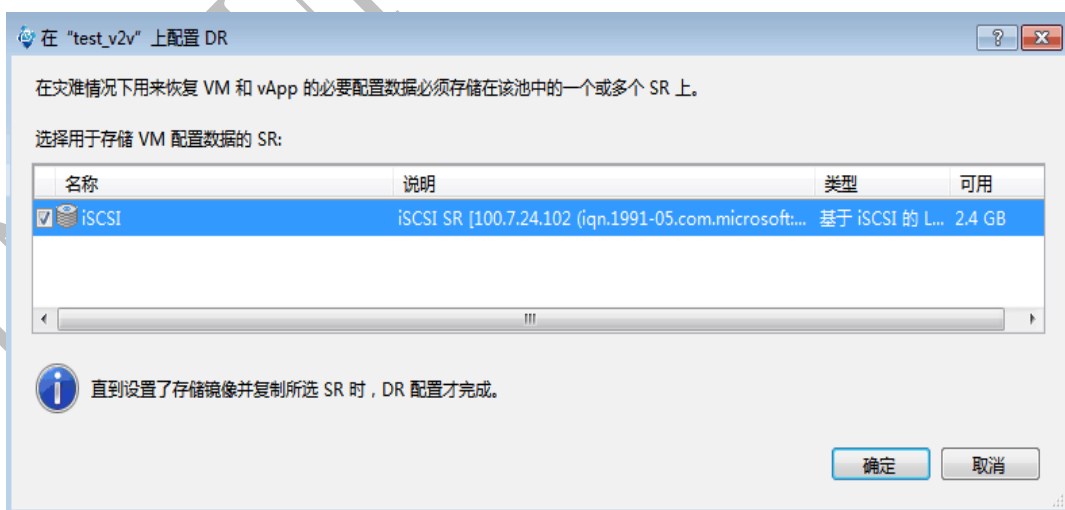 在 "test_v2v" 上配置 DR
在灾难情况下用来恢复 VM 和 vApp 的必要配置数据必须存储在该池中的一个或多个 SR 上。
选择用于存储 VM 配置数据的 SR:
名称 说明 类型 可用
iSCSI iSCSI SR [100.7.24.102 (iqn.1991-05.com.microsoft:... 基于 iSCSI 的 L... 2.4 GB
直到设置了存储镜像并复制所选 SR 时，DR 配置才完成。
确定 取消